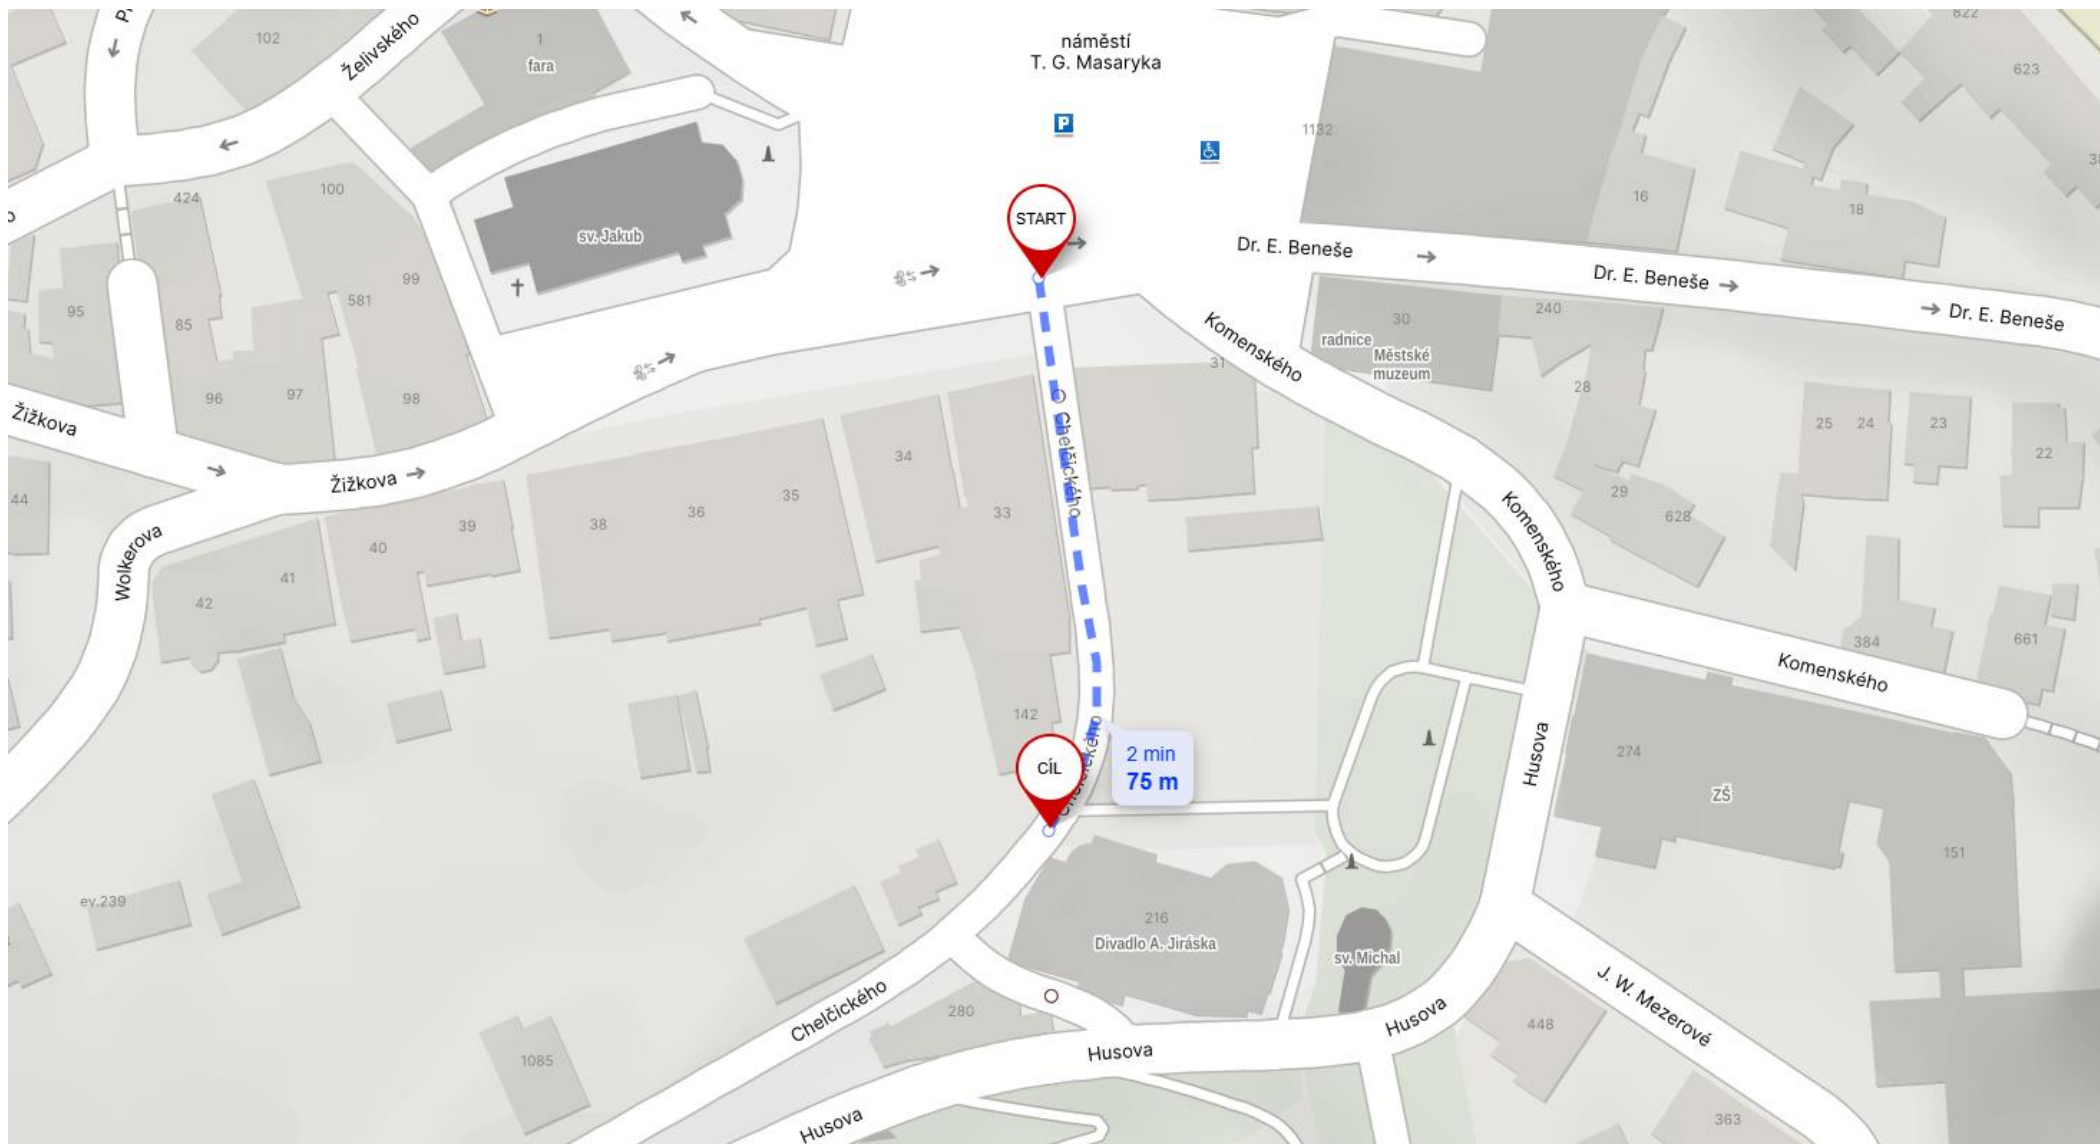 102
Želivského
1
fara
náměstí
T. G. Masaryka
822
623
P
1132
16
18
424
100
sv. Jakub
START
Dr. E. Beneše
Dr. E. Beneše
Dr. E. Beneše
99
581
95
85
30
240
radnice
Městské
muzeum
Komenského
31
28
96
97
98
Žižkova
Chelčického
25
24
23
22
34
35
36
38
33
44
Žižkova
39
40
29
628
Komenského
Wolkerova
41
42
384
661
Komenského
142
Husova
274
ZŠ
2 min
75 m
CÍL
Chelčického
151
ev.239
216
Divadlo A. Jiráska
sv. Michal
Chelčického
280
Husova
J. W. Mezerové
448
1085
Husova
Husova
363